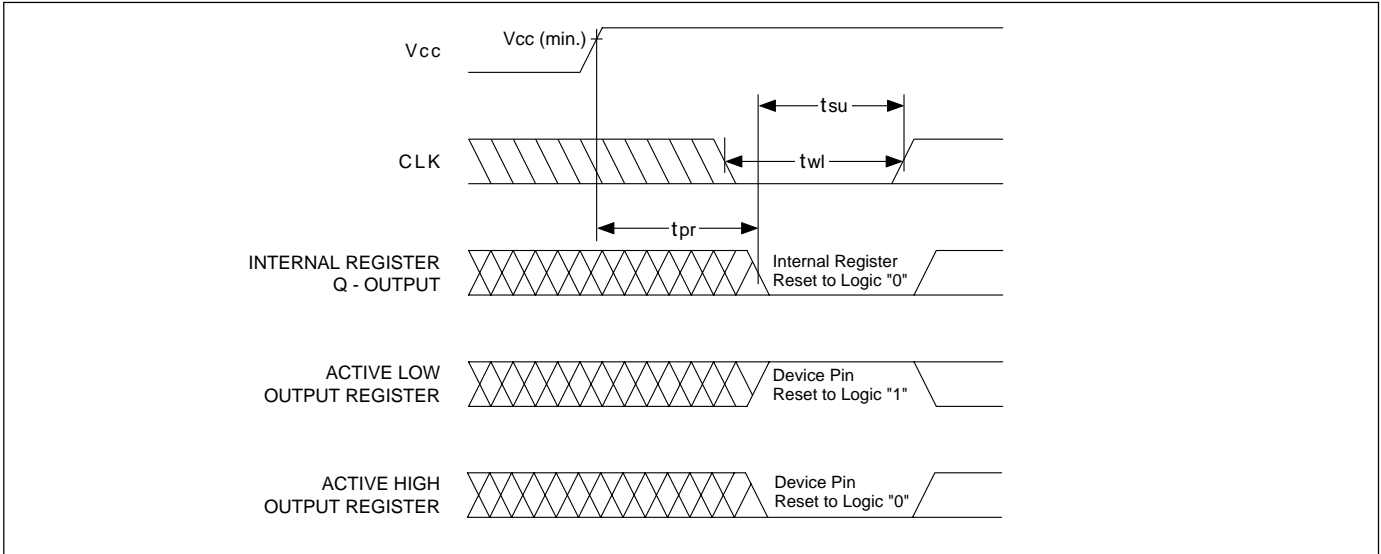 Vcc
Vcc (min.)
tsu
CLK
twl
tpr
INTERNAL REGISTER
Q - OUTPUT
Internal Register
Reset to Logic "0"
ACTIVE LOW
OUTPUT REGISTER
Device Pin
Reset to Logic "1"
ACTIVE HIGH
OUTPUT REGISTER
Device Pin
Reset to Logic "0"